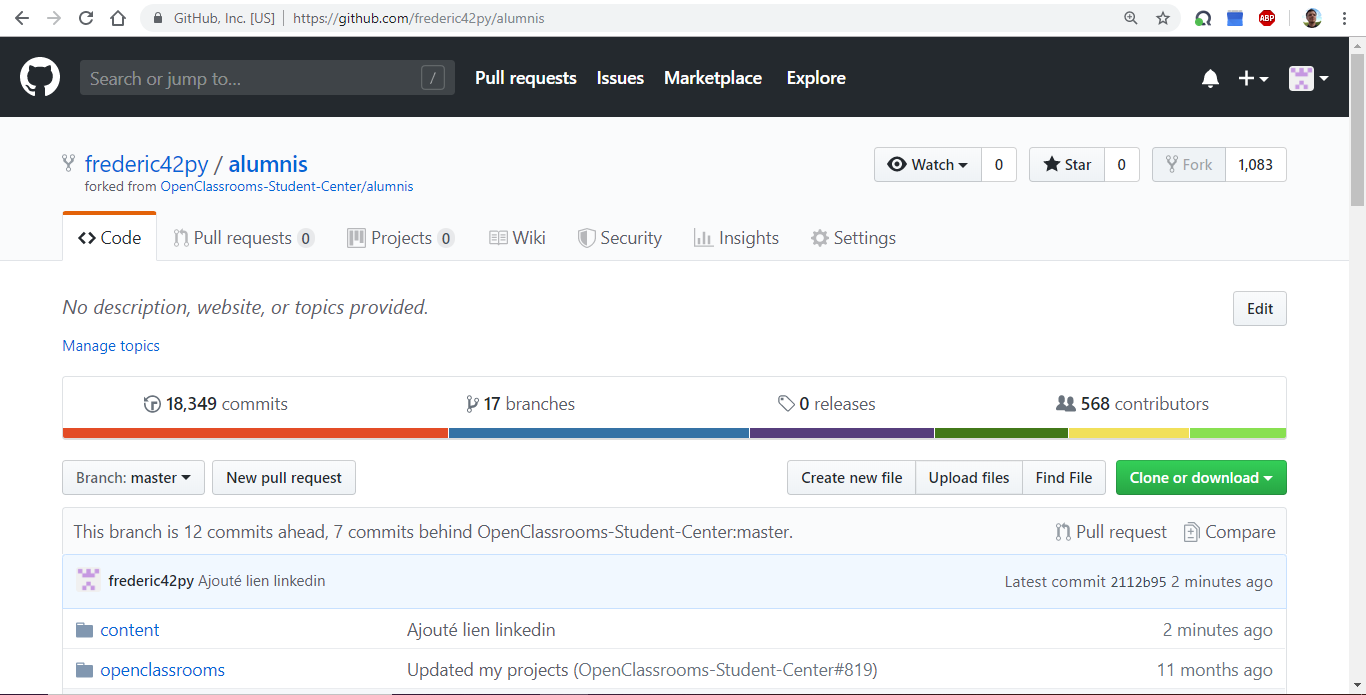 GitHub, Inc. [US] https://github.com/frederic42py/alumnis
ABP
Search or jump to... / Pull requests Issues Marketplace Explore
frederic42py / alumnis Watch 0 Star 0 Fork 1,083
forked from OpenClassrooms-Student-Center/alumnis
Code Pull requests 0 Projects 0 Wiki Security Insights Settings
No description, website, or topics provided. Edit
Manage topics
18,349 commits 17 branches 0 releases 568 contributors
Branch: master New pull request Create new file Upload files Find File Clone or download
This branch is 12 commits ahead, 7 commits behind OpenClassrooms-Student-Center:master. Pull request Compare
frederic42py Ajouté lien linkedin Latest commit 2112b95 2 minutes ago
content Ajouté lien linkedin 2 minutes ago
openclassrooms Updated my projects (OpenClassrooms-Student-Center#819) 11 months ago